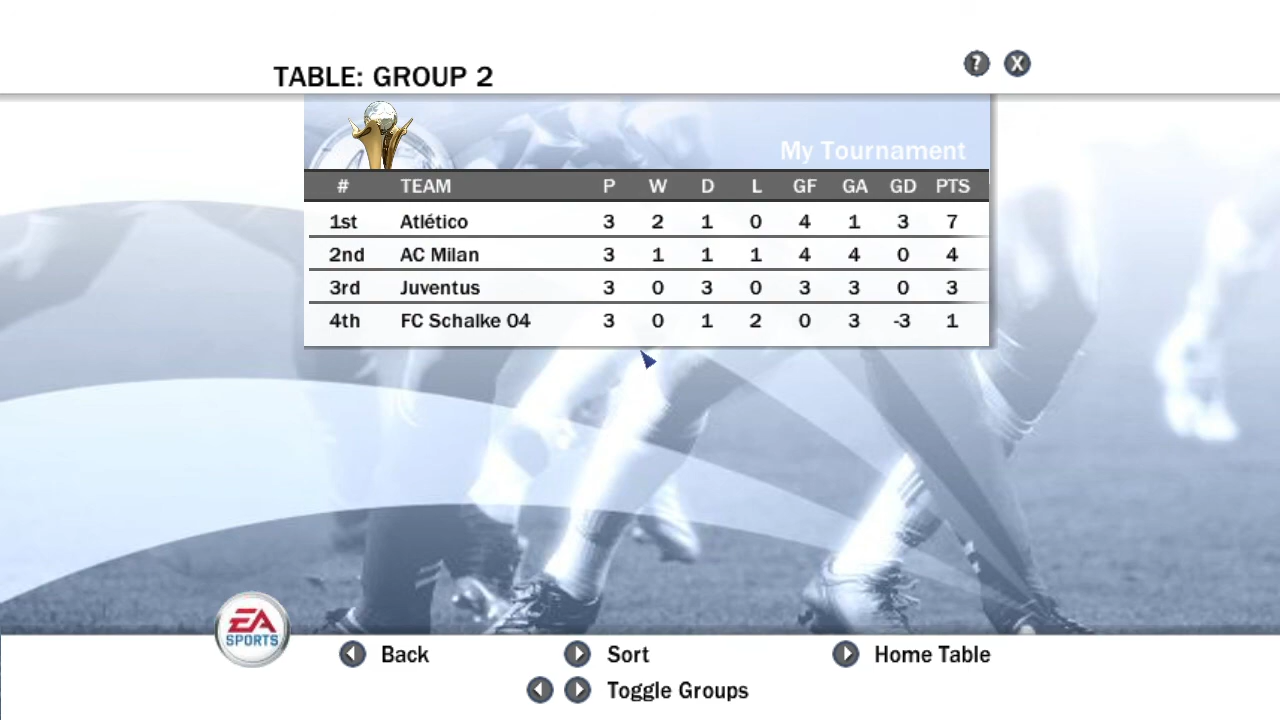 TABLE: GROUP 2
? X
My Tournament
# TEAM P W D L GF GA GD PTS
1st Atlético 3 2 1 0 4 1 3 7
2nd AC Milan 3 1 1 1 4 4 0 4
3rd Juventus 3 0 3 0 3 3 0 3
4th FC Schalke 04 3 0 1 2 0 3 -3 1
EA
SPORTS
Back Sort Home Table
Toggle Groups